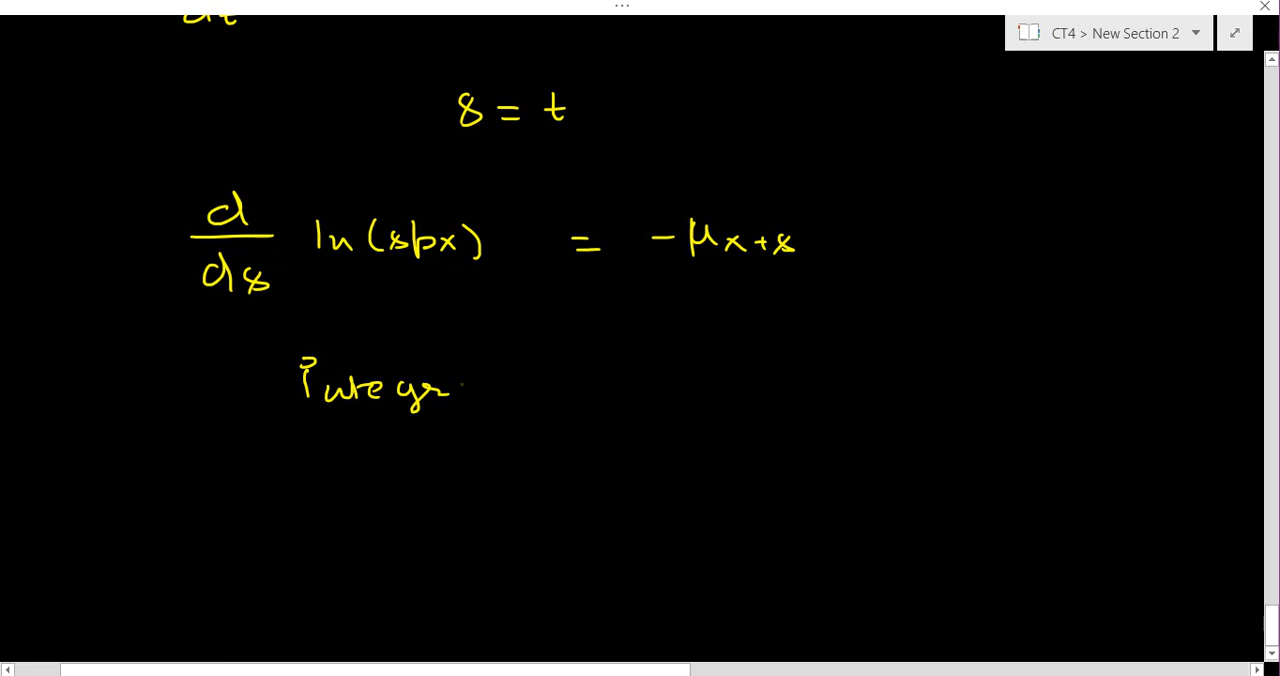 CT4 > New Section 2
s = t
d/ds ln(spx) = -μx+s
Integr